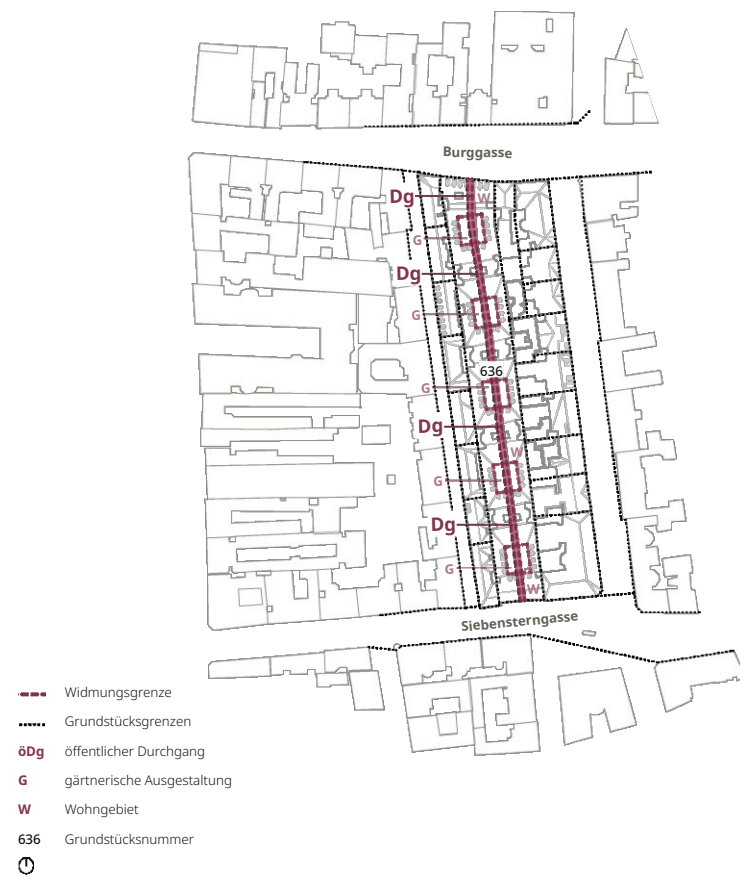 Burggasse
Dg
W
G
Dg
G
636
G
Dg
W
G
Dg
G
W
Siebensterngasse
Widmungsgrenze
Grundstücksgrenzen
öDg öffentlicher Durchgang
G gärtnerische Ausgestaltung
W Wohngebiet
636 Grundstücksnummer